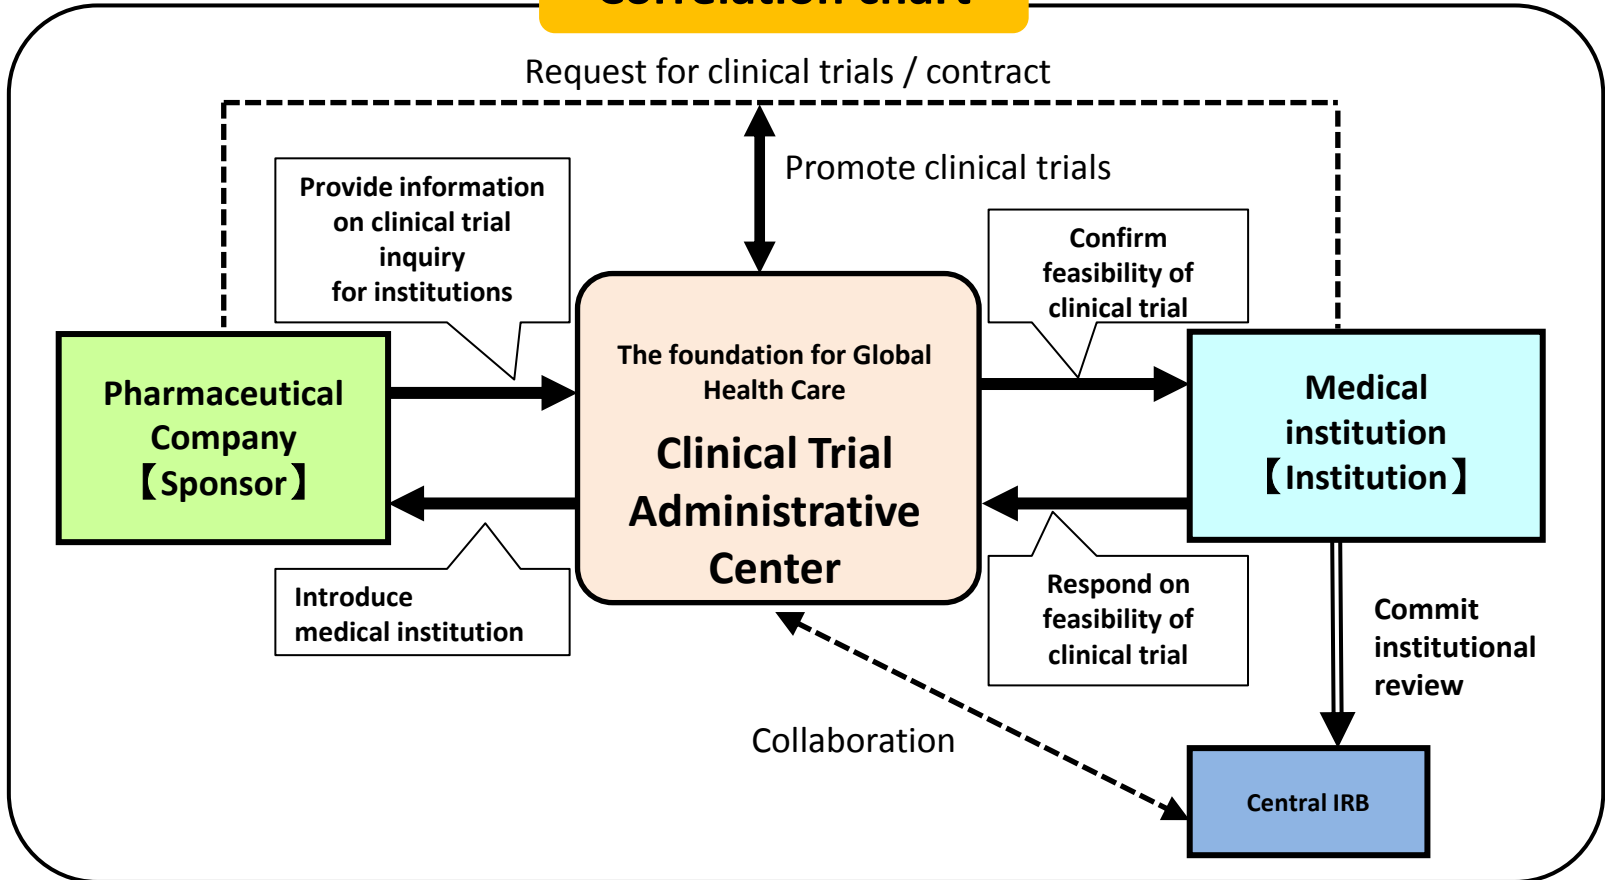 Correlation chart
Request for clinical trials / contract
Promote clinical trials
Provide information
on clinical trial
inquiry
for institutions
Confirm
feasibility of
clinical trial
Pharmaceutical
Company
【Sponsor】
The foundation for Global
Health Care
Clinical Trial
Administrative
Center
Medical
institution
【Institution】
Introduce
medical institution
Respond on
feasibility of
clinical trial
Commit
institutional
review
Collaboration
Central IRB